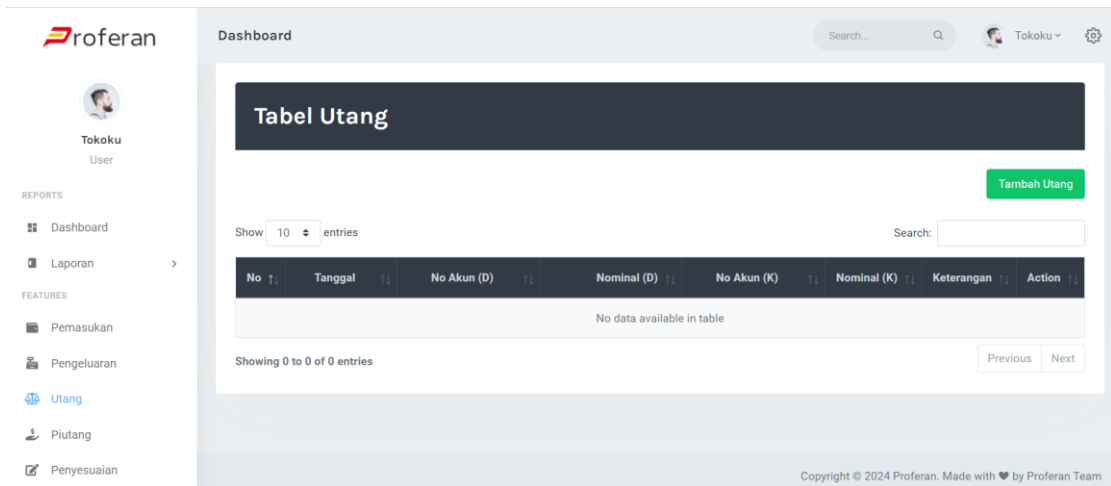 Proferan
Tokoku
User
REPORTS
Dashboard
Laporan
FEATURES
Pemasukan
Pengeluaran
Utang
Piutang
Penyesuaian
Dashboard
Search...
Tokoku
Tabel Utang
Tambah Utang
Show 10 entries
Search:
No Tanggal No Akun (D) Nominal (D) No Akun (K) Nominal (K) Keterangan Action
No data available in table
Showing 0 to 0 of 0 entries
Previous Next
Copyright © 2024 Proferan. Made with ♥ by Proferan Team